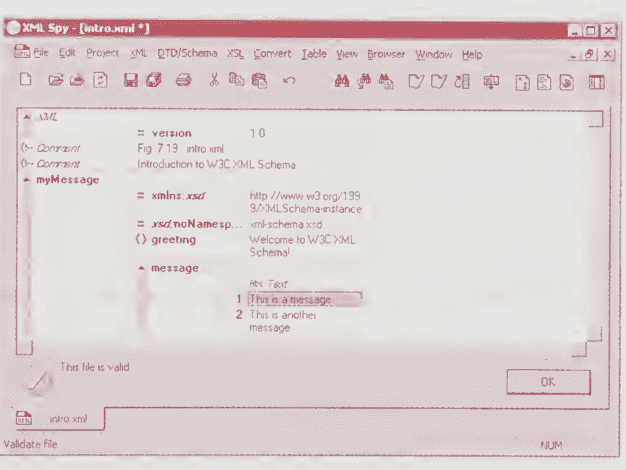 XML Spy - [intro.xml *]
File Edit Project XML DTD/Schema XSL Convert Table View Browser Window Help
XML
= version 1 0
Comment Fig 7 19 intro xml
Comment Introduction to W3C XML Schema
myMessage
= xmlns:xsd http //www w3 org/199
9/XMLSchema-instance
= xsd:noNamesp... xml-schema xsd
() greeting Welcome to W3C XML
Schema!
message
Abc Text
1 This is a message
2 This is another
message
This file is valid
OK
intro xml
Validate file NUM